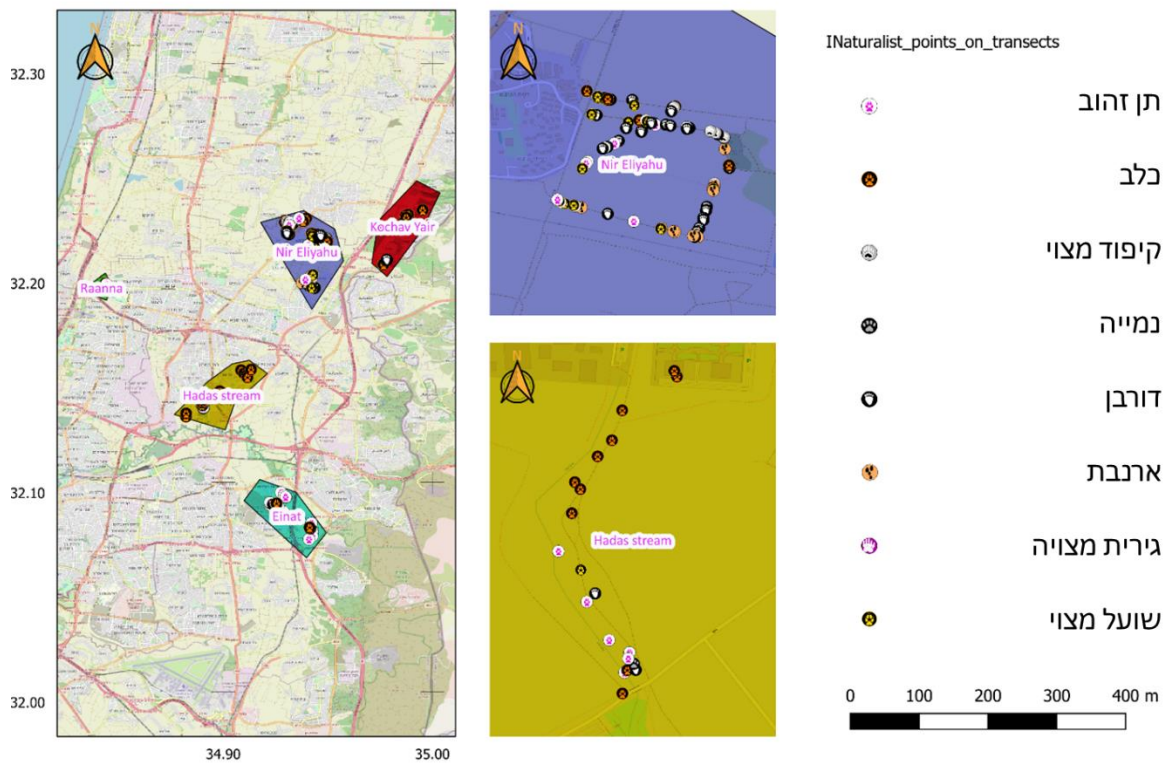 N
32.30
32.20
32.10
32.00
34.90
35.00
Kochav Yair
Nir Eliyahu
Raanna
Hadas stream
Einat
N
Nir Eliyahu
N
Hadas stream
INaturalist_points_on_transects
תן זהוב
כלב
קיפוד מצוי
נמייה
דורבן
ארנבת
גירית מצויה
שועל מצוי
0 100 200 300 400 m